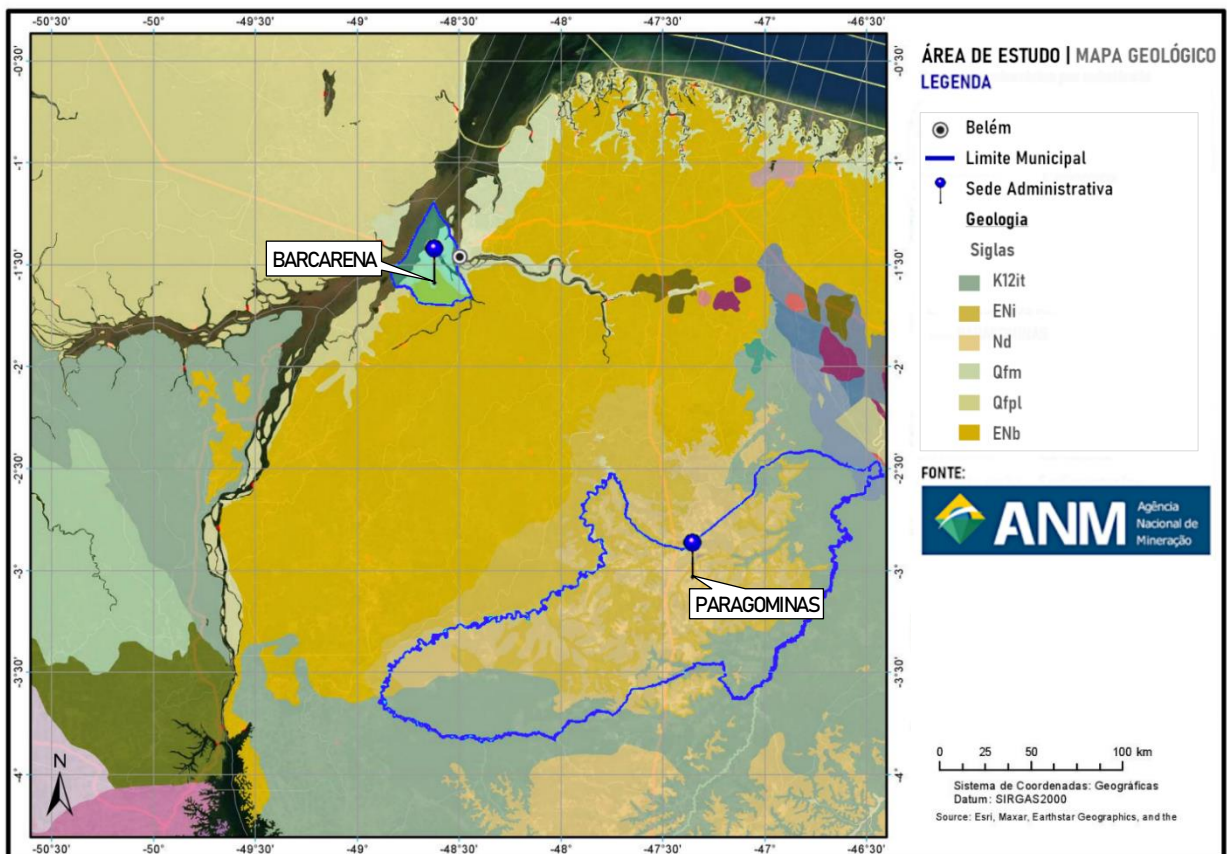 -50°30' -50° -49°30' -49° -48°30' -48° -47°30' -47° -46°30'
-0°30'
-1°
-1°30'
-2°
-2°30'
-3°
-3°30'
-4°
BARCARENA
PARAGOMINAS
N
-0°30'
-1°
-1°30'
-2°
-2°30'
-3°
-3°30'
-4°
-50°30' -50° -49°30' -49° -48°30' -48° -47°30' -47° -46°30'
ÁREA DE ESTUDO | MAPA GEOLÓGICO
LEGENDA
Belém
Limite Municipal
Sede Administrativa
Geologia
Siglas
K12it
ENi
Nd
Qfm
Qfpl
ENb
FONTE:
ANM Agência
Nacional de
Mineração
0 25 50 100 km
Sistema de Coordenadas: Geográficas
Datum: SIRGAS2000
Source: Esri, Maxar, Earthstar Geographics, and the